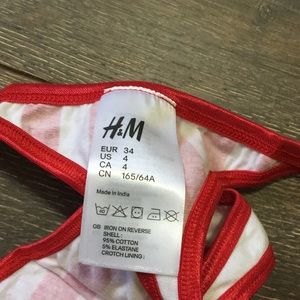 H&M
EUR 34
US 4
CA 4
CN 165/64A
Made in India
GB IRON ON REVERSE
SHELL:
95% COTTON
5% ELASTANE
CROTCH LINING: